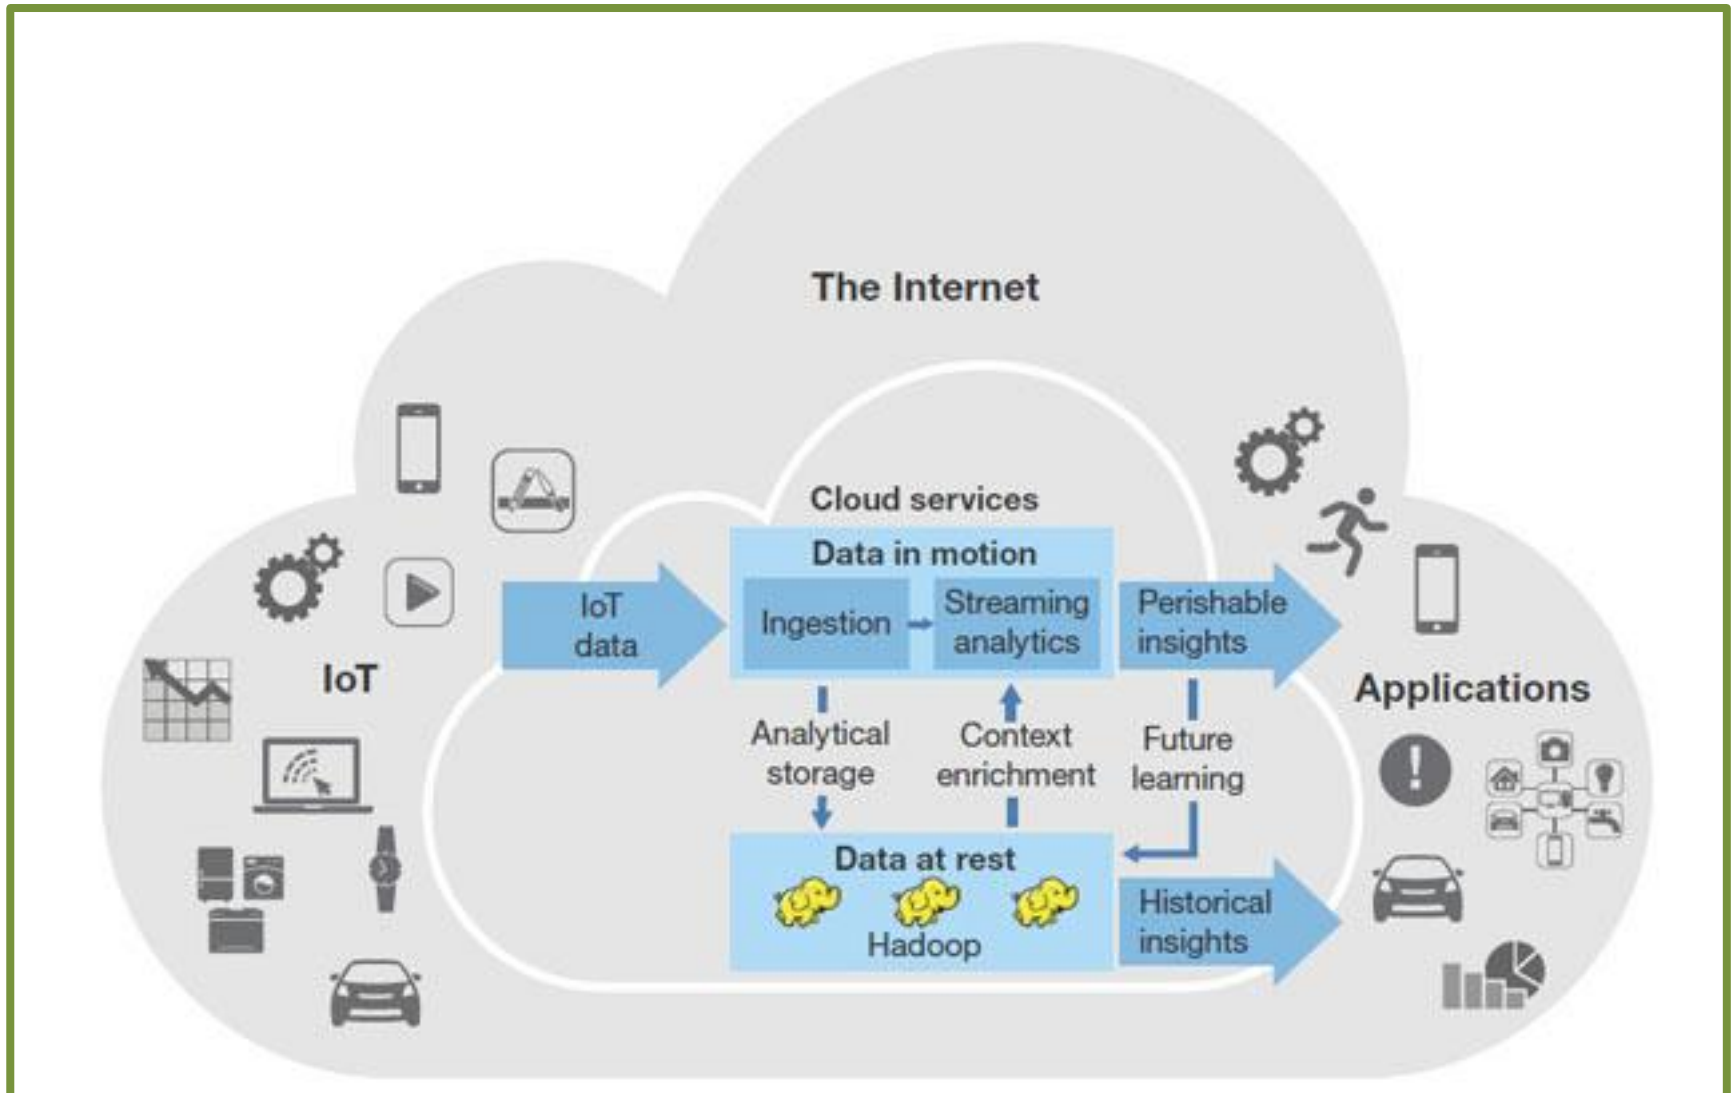 The Internet
Cloud services
Data in motion
IoT
data
Ingestion
Streaming
analytics
Perishable
insights
IoT
Applications
Analytical
storage
Context
enrichment
Future
learning
Data at rest
Hadoop
Historical
insights